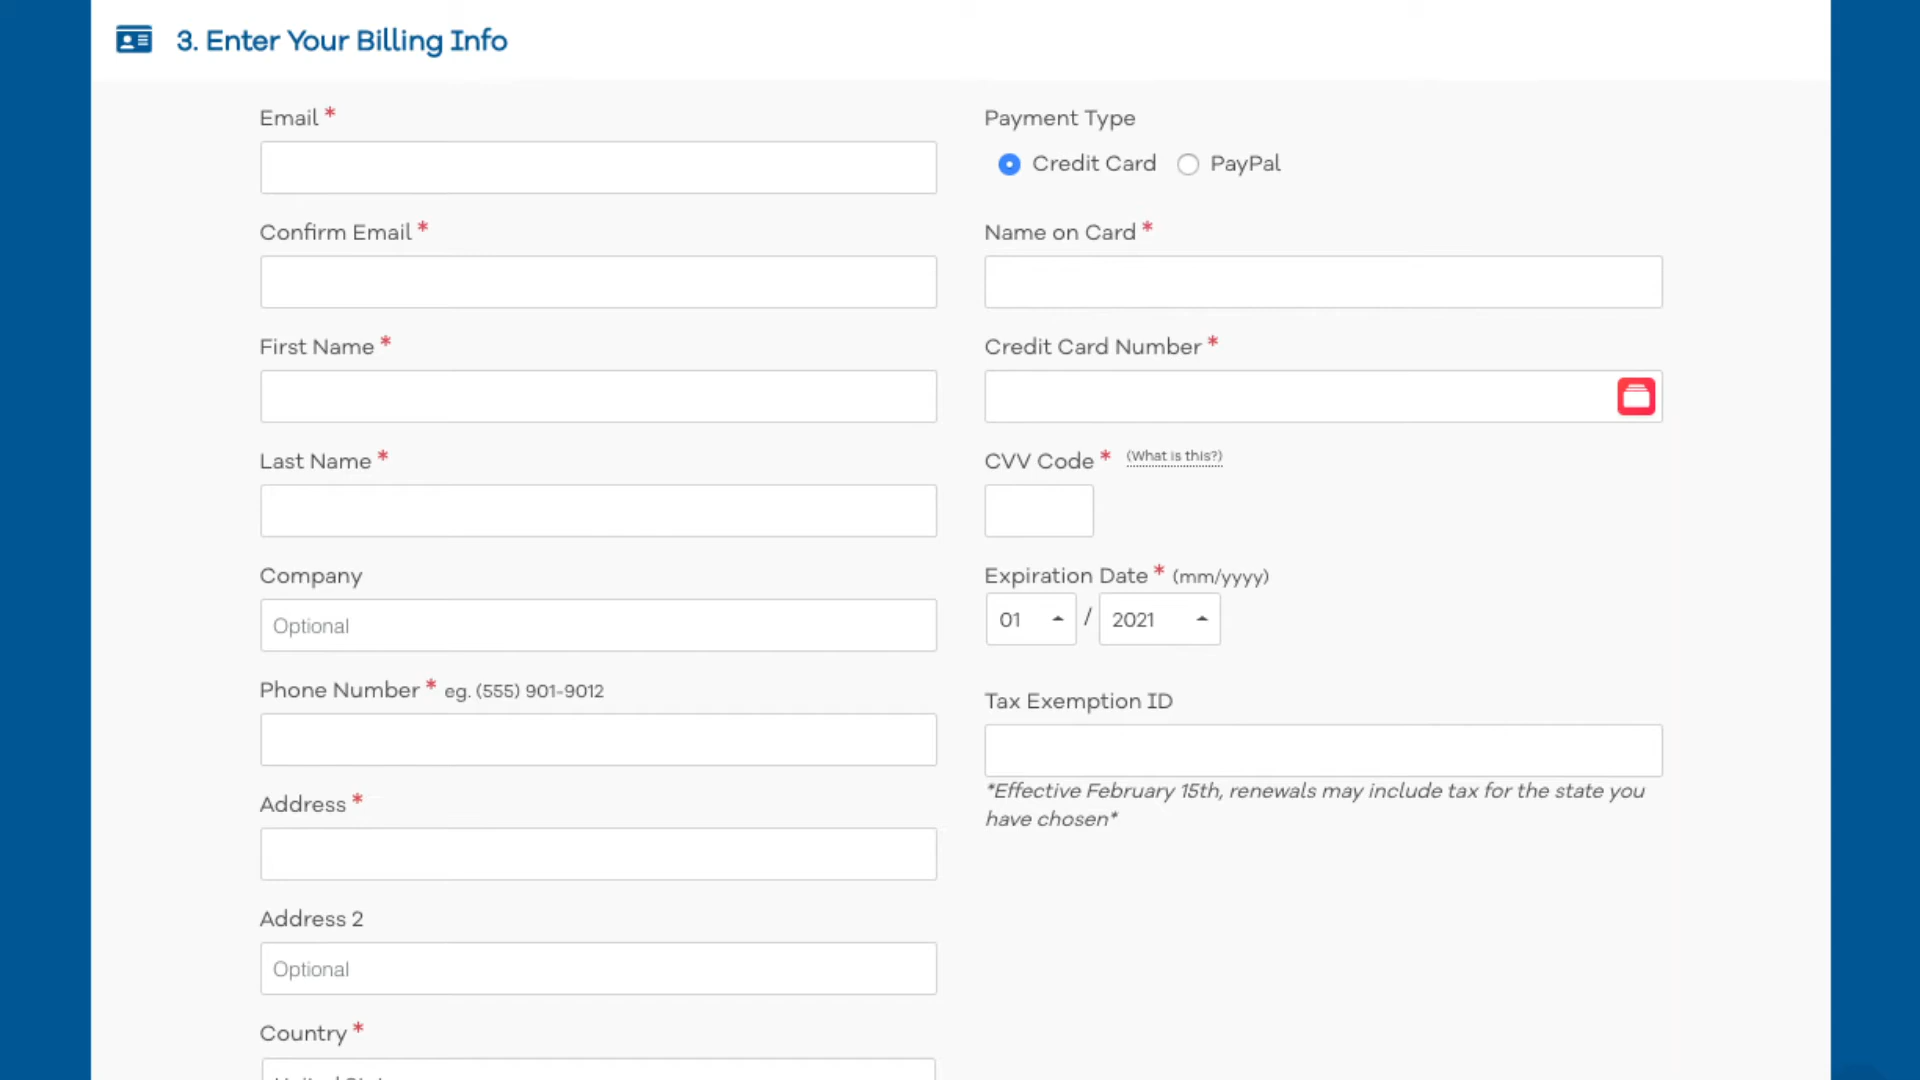 3. Enter Your Billing Info
Email *
Confirm Email *
First Name *
Last Name *
Company
Optional
Phone Number * eg. (555) 901-9012
Address *
Address 2
Optional
Country *
Payment Type
Credit Card
PayPal
Name on Card *
Credit Card Number *
CVV Code * (What is this?)
Expiration Date * (mm/yyyy)
01 / 2021
Tax Exemption ID
*Effective February 15th, renewals may include tax for the state you
have chosen*